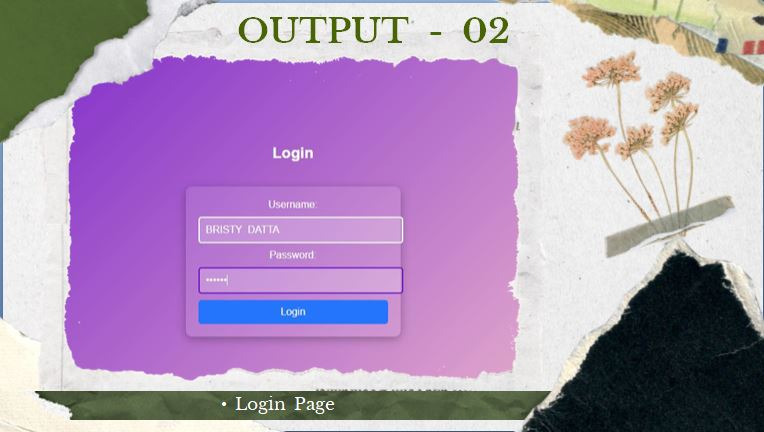 OUTPUT - 02
Login
Username:
BRISTY DATTA
Password:
••••••
Login
• Login Page